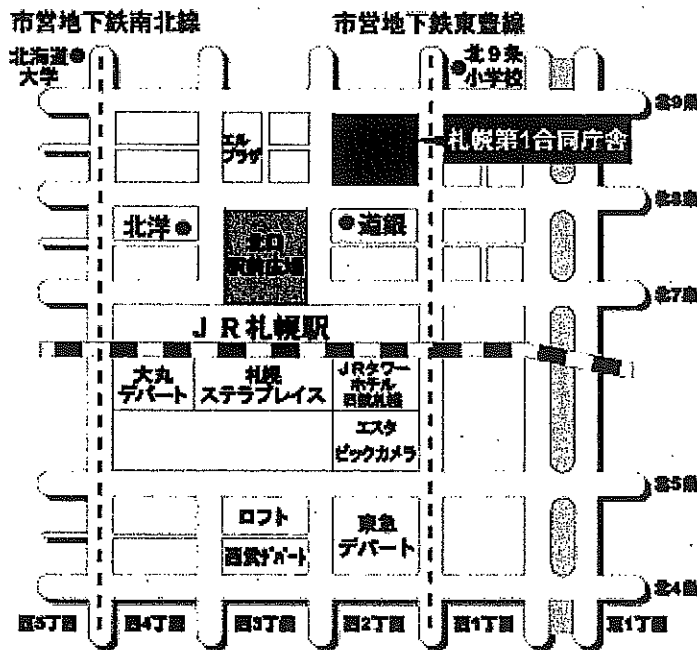 市営地下鉄南北線
市営地下鉄東豊線
北海道
大学
北9条
小学校
北9条
エル
プラザ
札幌第1合同庁舎
北8条
北洋
北口
駅前広場
道銀
北7条
JR札幌駅
大丸
デパート
札幌
ステラプレイス
JRタワー
ホテル
日航札幌
エスタ
ビックカメラ
北5条
ロフト
西武デパート
東急
デパート
北4条
西5丁目
西4丁目
西3丁目
西2丁目
西1丁目
東1丁目